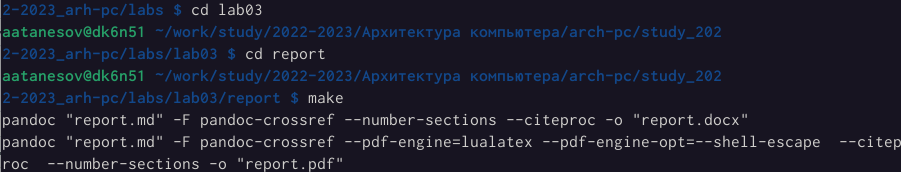 2-2023_arh-pc/labs $ cd lab03
aatanesov@dk6n51 ~/work/study/2022-2023/Архитектура компьютера/arch-pc/study_202
2-2023_arh-pc/labs/lab03 $ cd report
aatanesov@dk6n51 ~/work/study/2022-2023/Архитектура компьютера/arch-pc/study_202
2-2023_arh-pc/labs/lab03/report $ make
pandoc "report.md" -F pandoc-crossref --number-sections --citeproc -o "report.docx"
pandoc "report.md" -F pandoc-crossref --pdf-engine=lualatex --pdf-engine-opt=--shell-escape  --citep
roc  --number-sections -o "report.pdf"